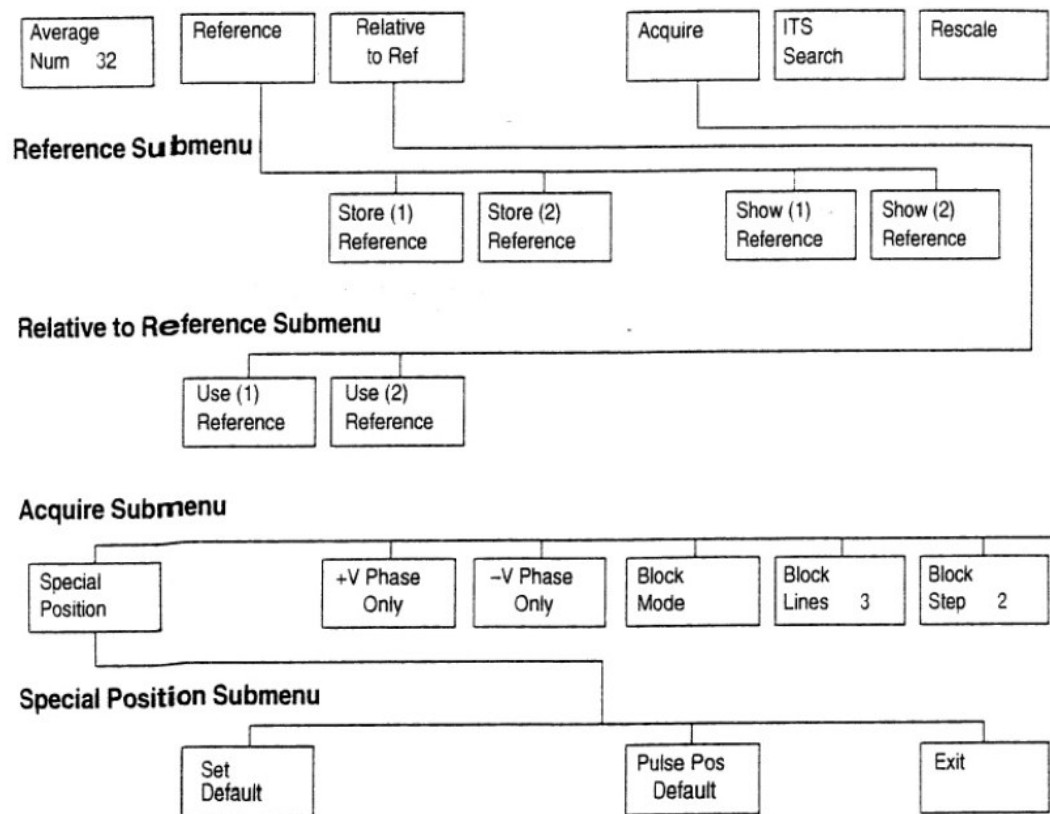 Average
Num 32
Reference
Relative
to Ref
Acquire
ITS
Search
Rescale
Reference Submenu
Store (1)
Reference
Store (2)
Reference
Show (1)
Reference
Show (2)
Reference
Relative to Reference Submenu
Use (1)
Reference
Use (2)
Reference
Acquire Submenu
Special
Position
+V Phase
Only
–V Phase
Only
Block
Mode
Block
Lines 3
Block
Step 2
Special Position Submenu
Set
Default
Pulse Pos
Default
Exit